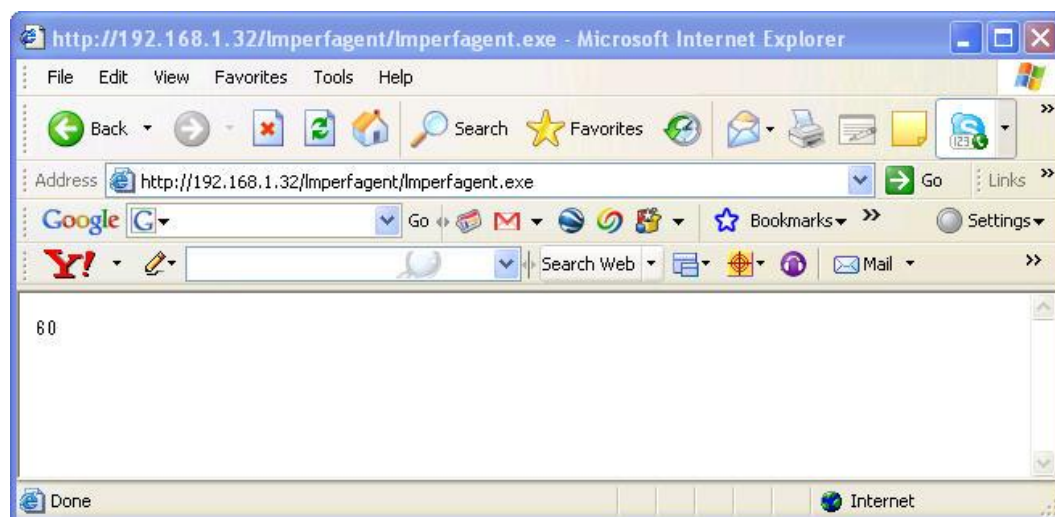 http://192.168.1.32/lmperfagent/lmperfagent.exe - Microsoft Internet Explorer
File Edit View Favorites Tools Help
Back Search Favorites 123 »
Address http://192.168.1.32/lmperfagent/lmperfagent.exe Go Links »
Google G Go Bookmarks » Settings
Y! Search Web Mail »
60
Done Internet